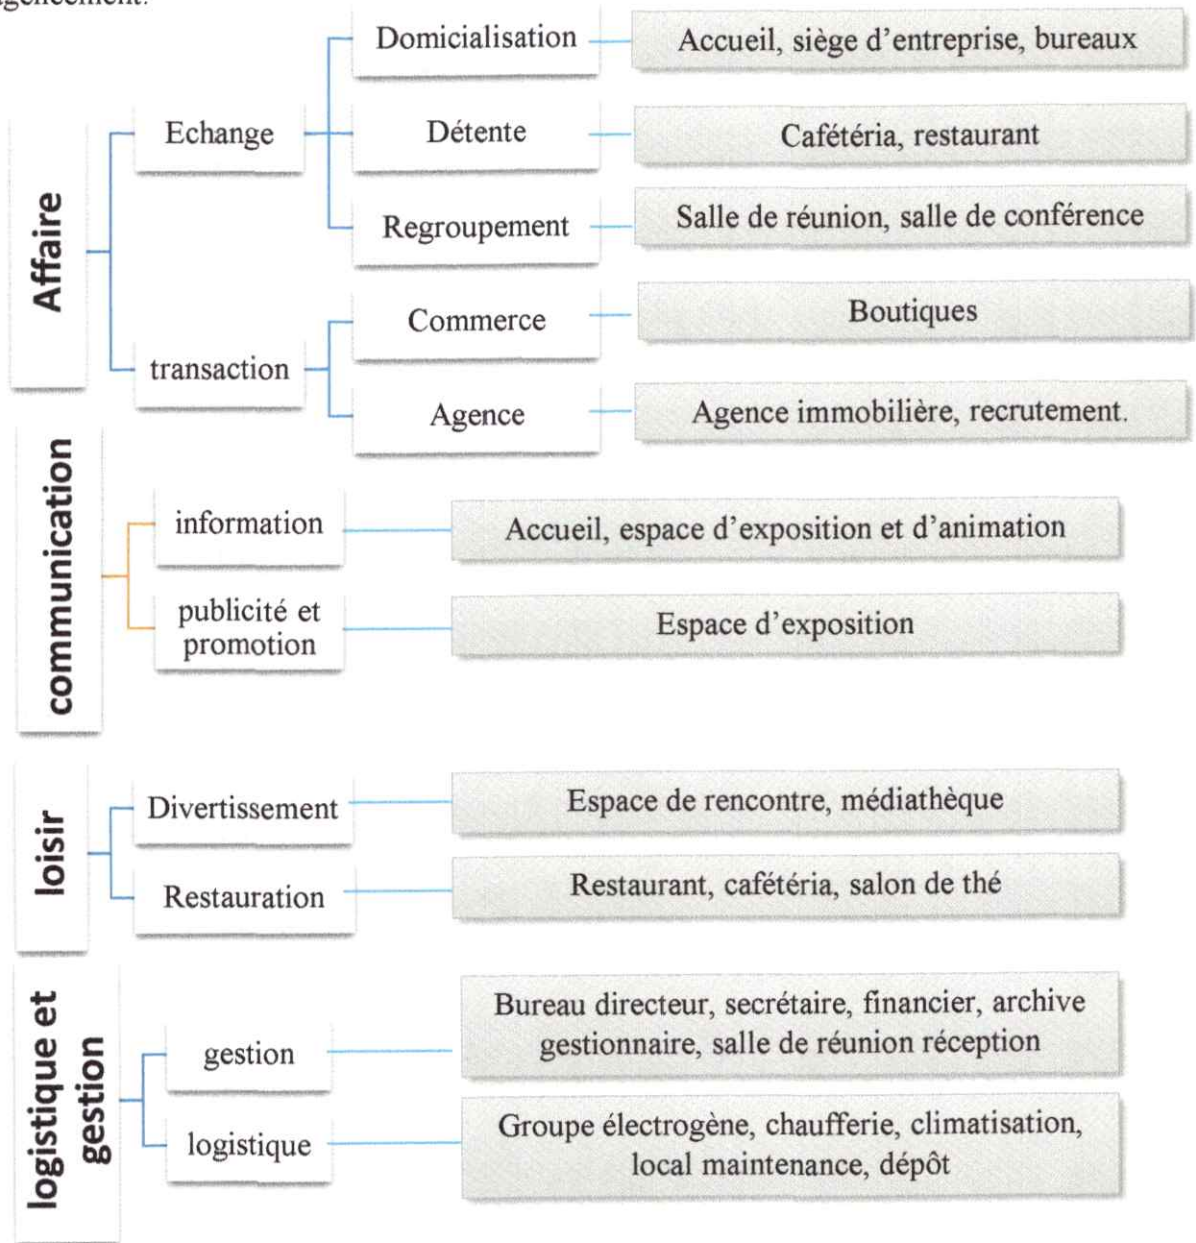 agencement.
Affaire
Echange
Domicialisation
Accueil, siège d'entreprise, bureaux
Détente
Cafétéria, restaurant
Regroupement
Salle de réunion, salle de conférence
transaction
Commerce
Boutiques
Agence
Agence immobilière, recrutement.
communication
information
Accueil, espace d'exposition et d'animation
publicité et
promotion
Espace d'exposition
loisir
Divertissement
Espace de rencontre, médiathèque
Restauration
Restaurant, cafétéria, salon de thé
logistique et
gestion
gestion
Bureau directeur, secrétaire, financier, archive
gestionnaire, salle de réunion réception
logistique
Groupe électrogène, chaufferie, climatisation,
local maintenance, dépôt